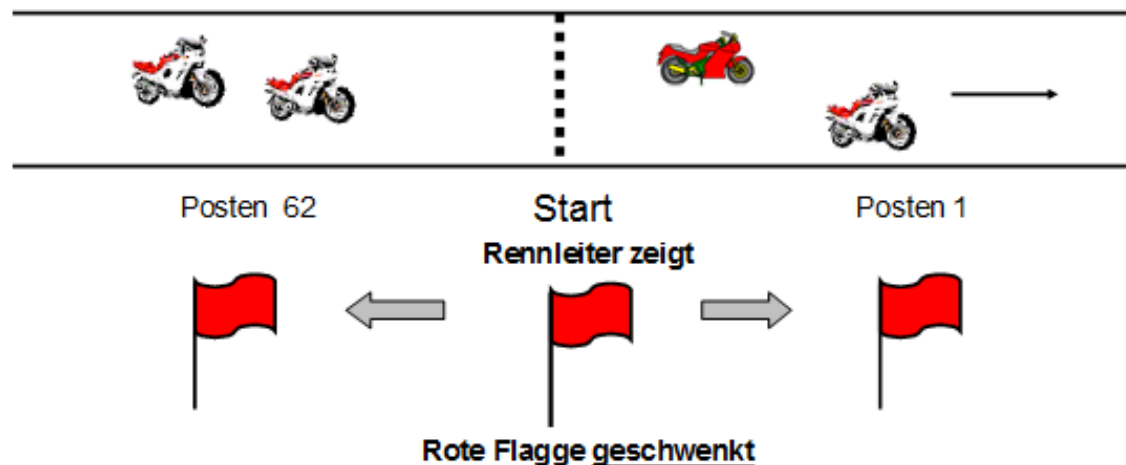 Posten 62
Start
Posten 1
Rennleiter zeigt
Rote Flagge geschwenkt